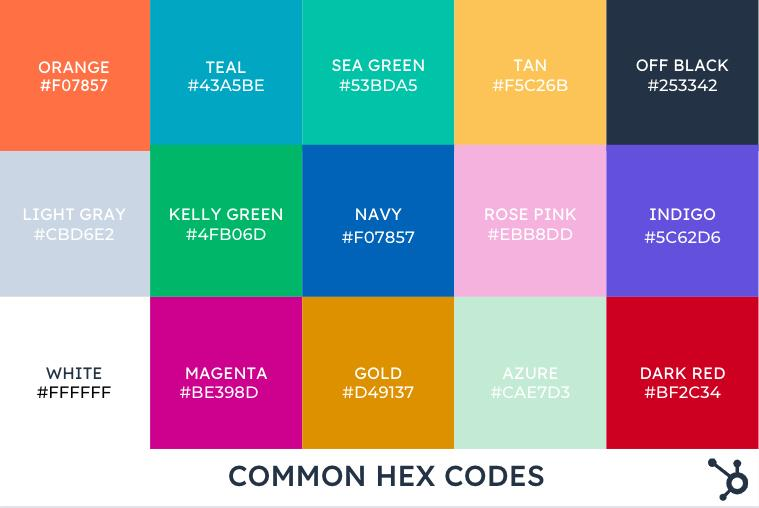 ORANGE
#F07857
TEAL
#43A5BE
SEA GREEN
#53BDA5
TAN
#F5C26B
OFF BLACK
#253342
LIGHT GRAY
#CBD6E2
KELLY GREEN
#4FB06D
NAVY
#F07857
ROSE PINK
#EBB8DD
INDIGO
#5C62D6
WHITE
#FFFFFF
MAGENTA
#BE398D
GOLD
#D49137
AZURE
#CAE7D3
DARK RED
#BF2C34
COMMON HEX CODES